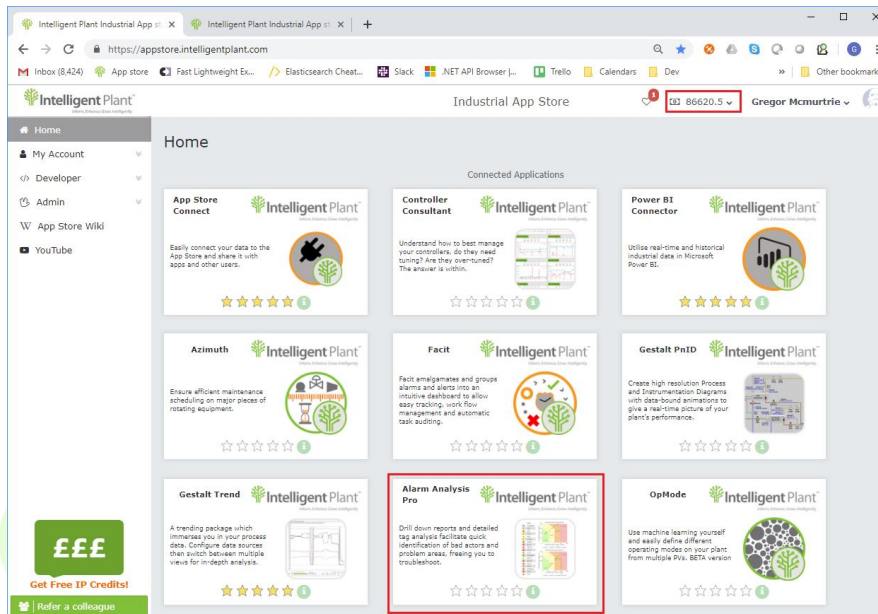 Intelligent Plant Industrial App st
Intelligent Plant Industrial App st
https://appstore.intelligentplant.com
Inbox (8,424)
App store
Fast Lightweight Ex...
Elasticsearch Cheat...
Slack
.NET API Browser |...
Trello
Calendars
Dev
»
Other bookmark
Intelligent Plant
Industrial App Store
86620.5
Gregor Mcmurtrie
Home
My Account
Developer
Admin
App Store Wiki
YouTube
Home
Connected Applications
App Store Connect
Intelligent Plant
Easily connect your data to the
App Store and share it with
apps and other users.
Controller Consultant
Intelligent Plant
Understand how to best manage
your controllers, do they need
tuning? Are they over-tuned?
The answer is within.
Power BI Connector
Intelligent Plant
Utilise real-time and historical
industrial data in Microsoft
Power BI.
Azimuth
Intelligent Plant
Ensure efficient maintenance
scheduling on major pieces of
rotating equipment.
Facit
Intelligent Plant
Facit amalgamates and groups
alarms and alerts into an
intuitive dashboard to allow
easy tracking, work flow
management and automatic
task auditing.
Gestalt PnID
Intelligent Plant
Create high resolution Process
and Instrumentation Diagrams
with data-bound animations to
give a real-time picture of your
plant's performance.
Gestalt Trend
Intelligent Plant
A trending package which
immerses you in your process
data. Configure data sources
then switch between multiple
views for in-depth analysis.
Alarm Analysis Pro
Intelligent Plant
Drill down reports and detailed
tag analysis facilitate quick
identification of bad actors and
problem areas, freeing you to
troubleshoot.
OpMode
Intelligent Plant
Use machine learning yourself
and easily define different
operating modes on your plant
from multiple PVs. BETA version
£££
Get Free IP Credits!
Refer a colleague